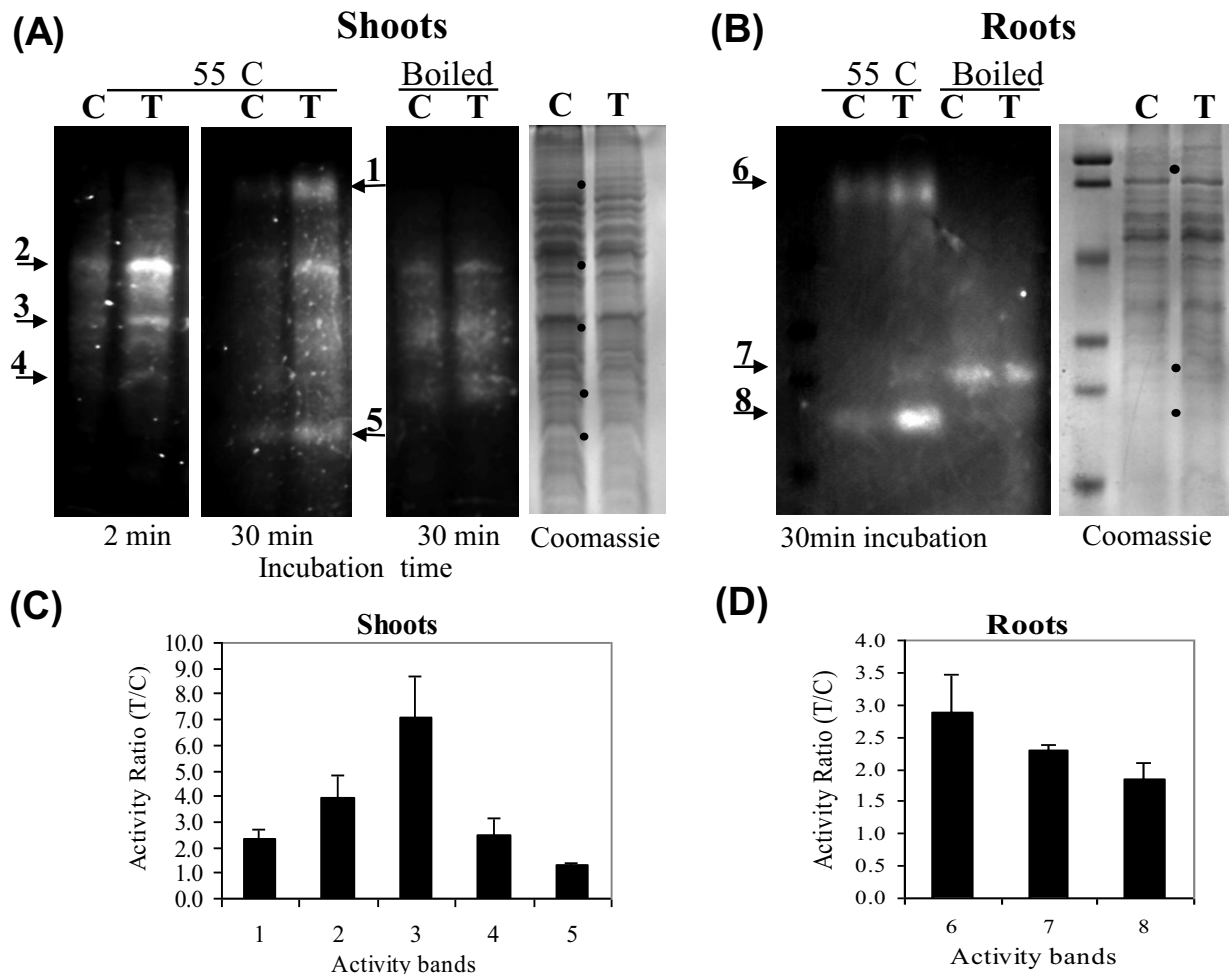 (A)
Shoots
55 C
Boiled
C T C T C T C T
1
2
3
4
5
2 min 30 min 30 min Coomassie
Incubation time
(B)
Roots
55 C Boiled
C T C T C T
6
7
8
30min incubation Coomassie
(C)
Shoots
Activity Ratio (T/C)
10.0
9.0
8.0
7.0
6.0
5.0
4.0
3.0
2.0
1.0
0.0
1 2 3 4 5
Activity bands
(D)
Roots
Activity Ratio (T/C)
4.0
3.5
3.0
2.5
2.0
1.5
1.0
0.5
0.0
6 7 8
Activity bands